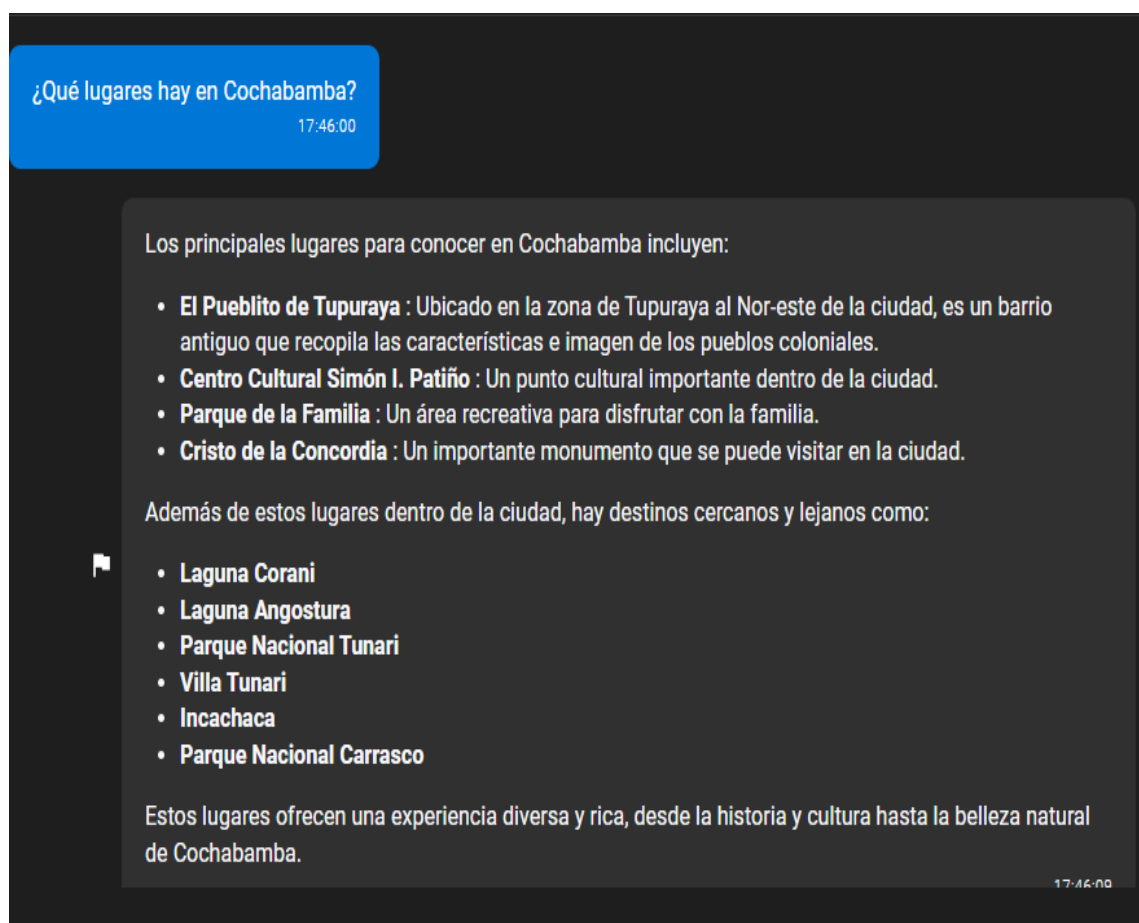 ¿Qué lugares hay en Cochabamba?
17:46:00
Los principales lugares para conocer en Cochabamba incluyen:
• El Pueblito de Tupuraya : Ubicado en la zona de Tupuraya al Nor-este de la ciudad, es un barrio
antiguo que recopila las características e imagen de los pueblos coloniales.
• Centro Cultural Simón I. Patiño : Un punto cultural importante dentro de la ciudad.
• Parque de la Familia : Un área recreativa para disfrutar con la familia.
• Cristo de la Concordia : Un importante monumento que se puede visitar en la ciudad.
Además de estos lugares dentro de la ciudad, hay destinos cercanos y lejanos como:
• Laguna Corani
• Laguna Angostura
• Parque Nacional Tunari
• Villa Tunari
• Incachaca
• Parque Nacional Carrasco
Estos lugares ofrecen una experiencia diversa y rica, desde la historia y cultura hasta la belleza natural
de Cochabamba.
17:46:09